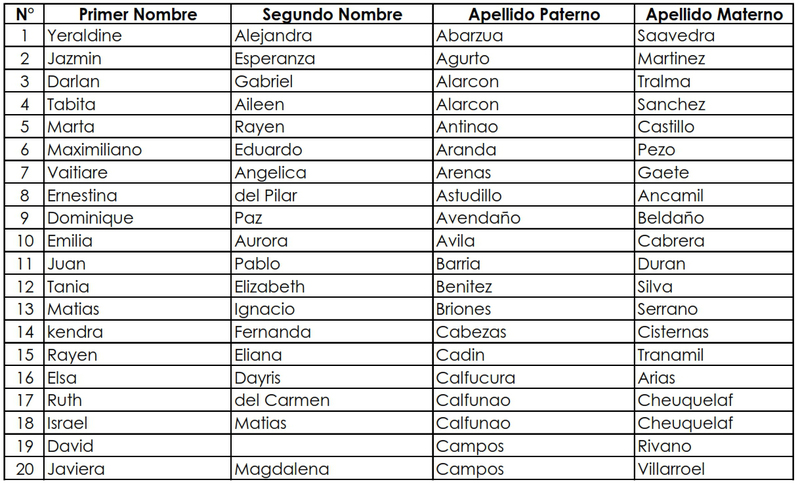 N° Primer Nombre Segundo Nombre Apellido Paterno Apellido Materno
1 Yeraldine Alejandra Abarzua Saavedra
2 Jazmin Esperanza Agurto Martinez
3 Darlan Gabriel Alarcon Tralma
4 Tabita Aileen Alarcon Sanchez
5 Marta Rayen Antinao Castillo
6 Maximiliano Eduardo Aranda Pezo
7 Vaitiare Angelica Arenas Gaete
8 Ernestina del Pilar Astudillo Ancamil
9 Dominique Paz Avendaño Beldaño
10 Emilia Aurora Avila Cabrera
11 Juan Pablo Barria Duran
12 Tania Elizabeth Benitez Silva
13 Matias Ignacio Briones Serrano
14 kendra Fernanda Cabezas Cisternas
15 Rayen Eliana Cadin Tranamil
16 Elsa Dayris Calfucura Arias
17 Ruth del Carmen Calfunao Cheuquelaf
18 Israel Matias Calfunao Cheuquelaf
19 David Campos Rivano
20 Javiera Magdalena Campos Villarroel